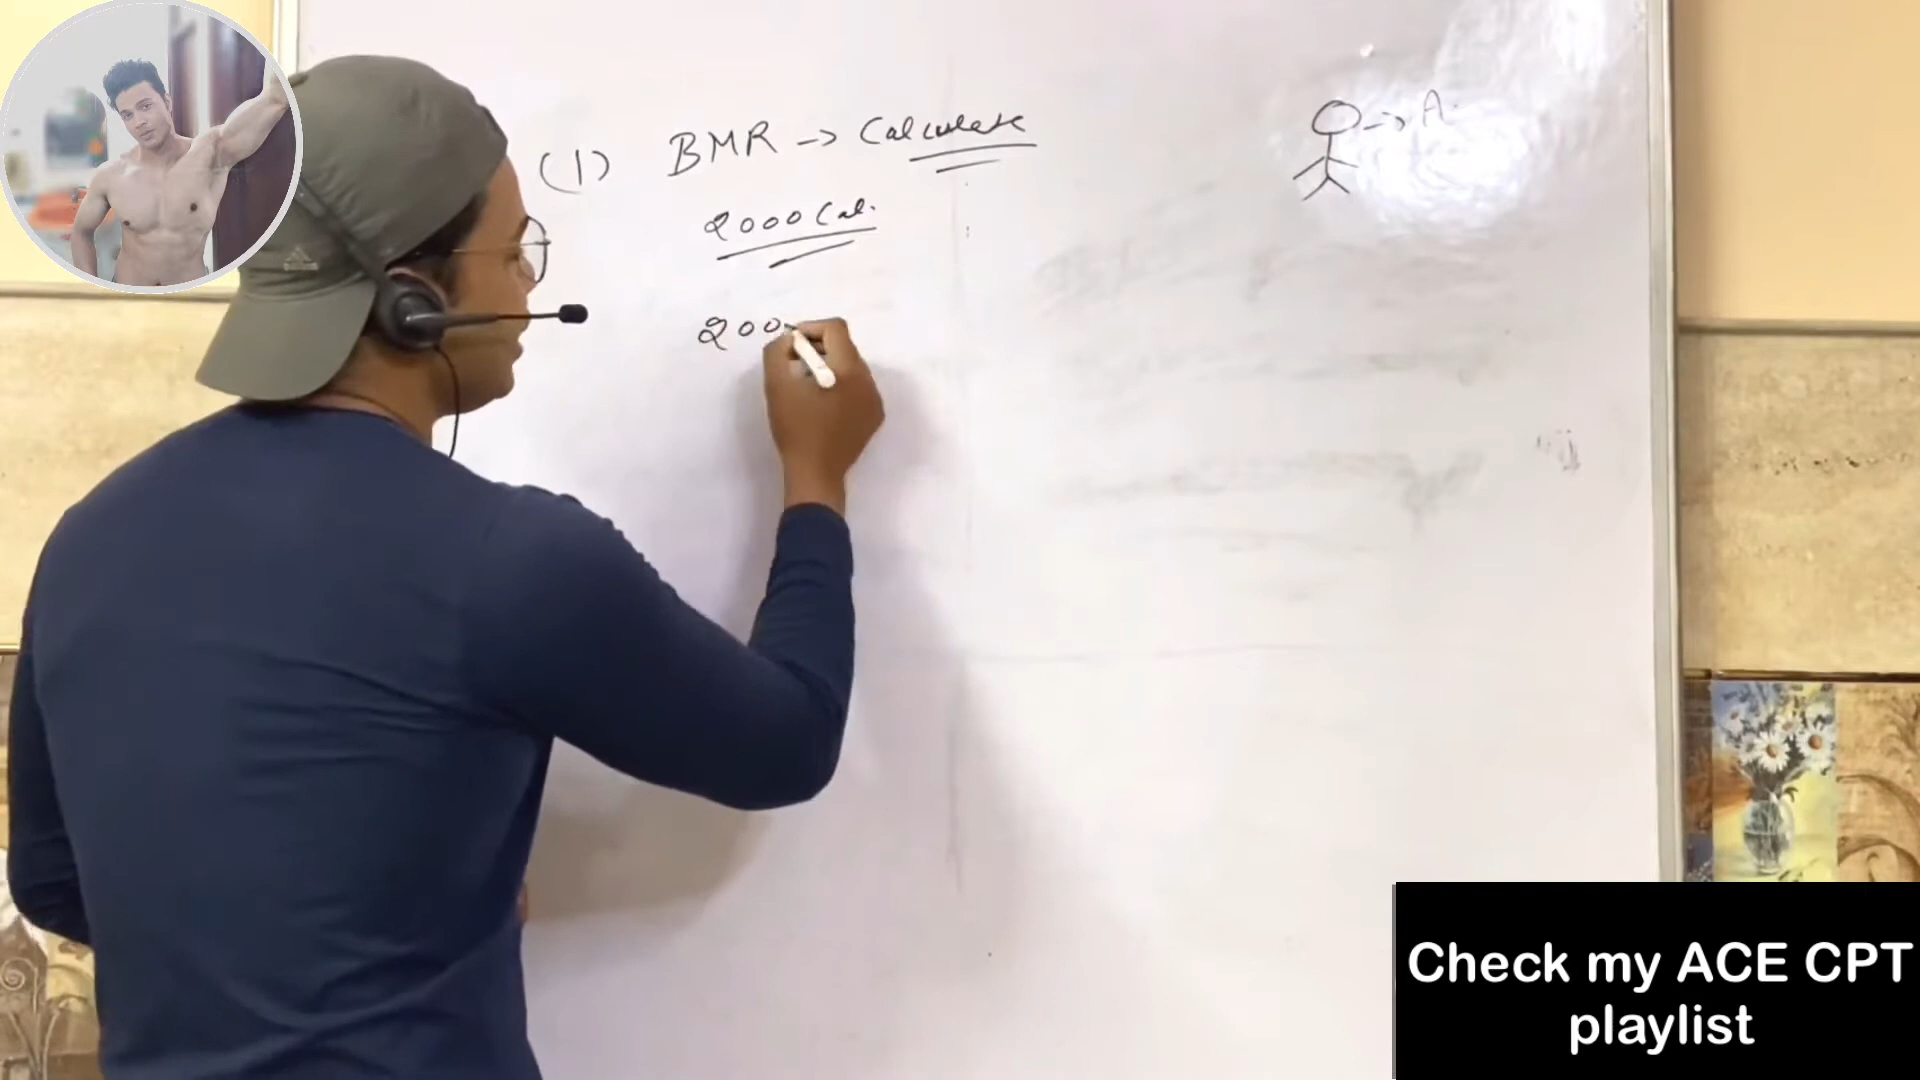 (1) BMR → Calculate
→ A
2000 Cal.
200
Check my ACE CPT
playlist